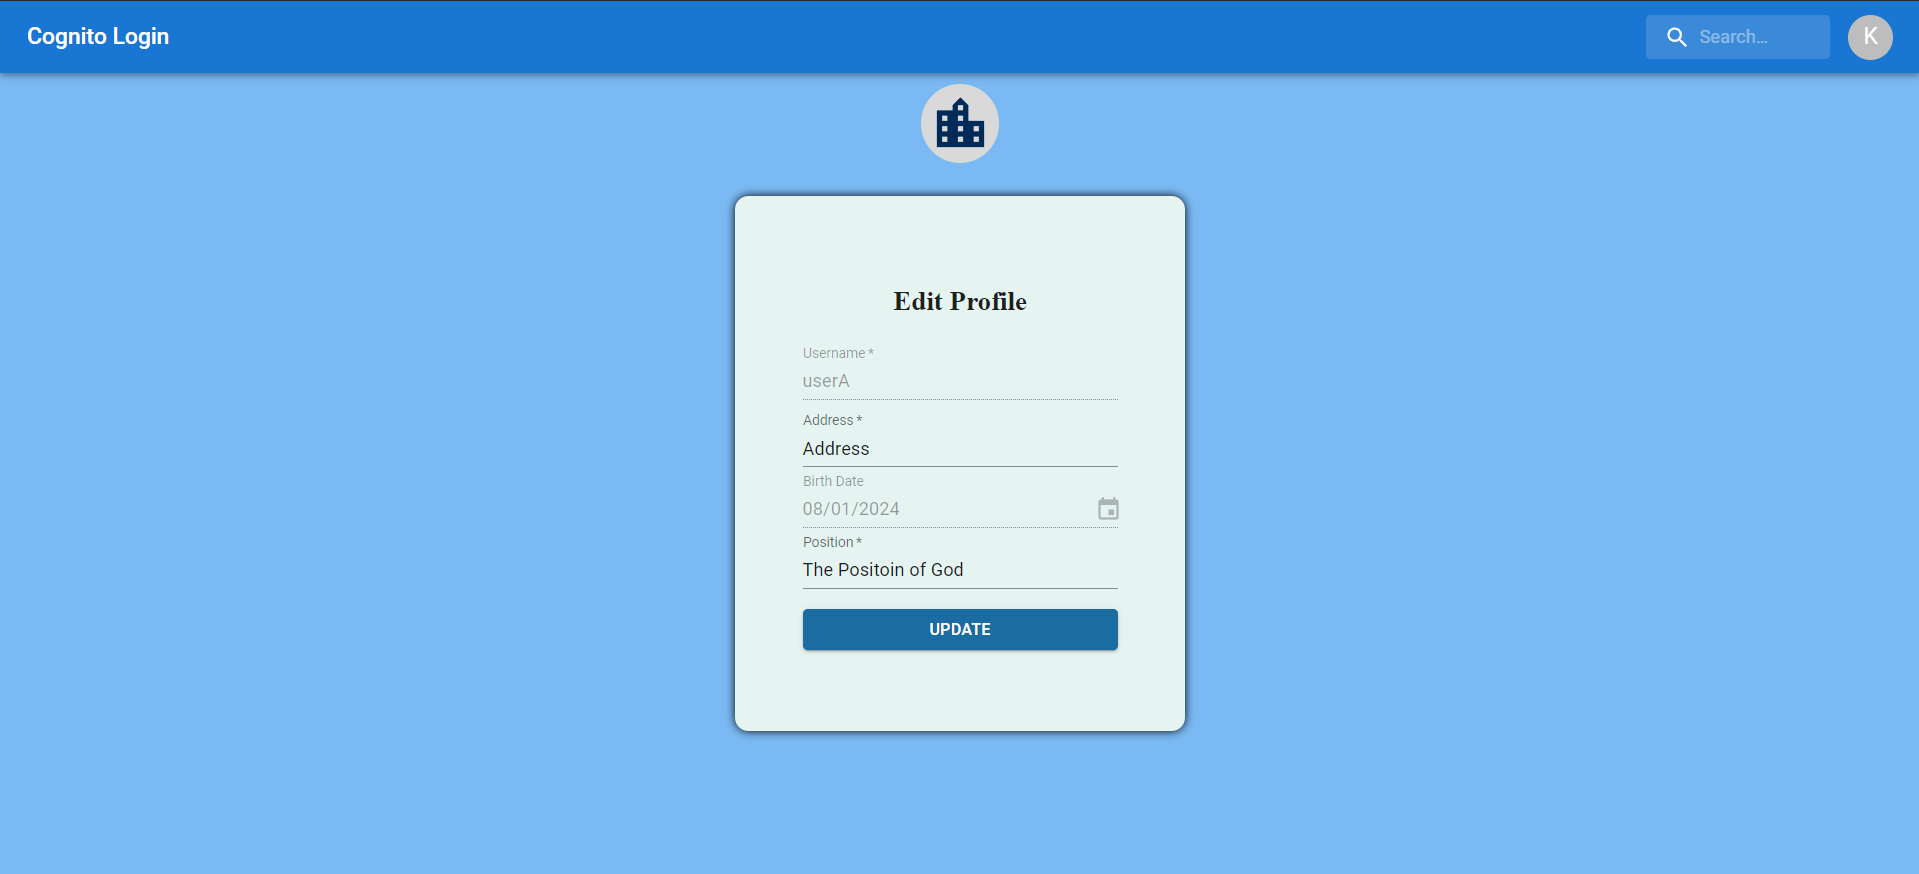 Cognito Login
Search…
K
Edit Profile
Username *
userA
Address *
Address
Birth Date
08/01/2024
Position *
The Positoin of God
UPDATE